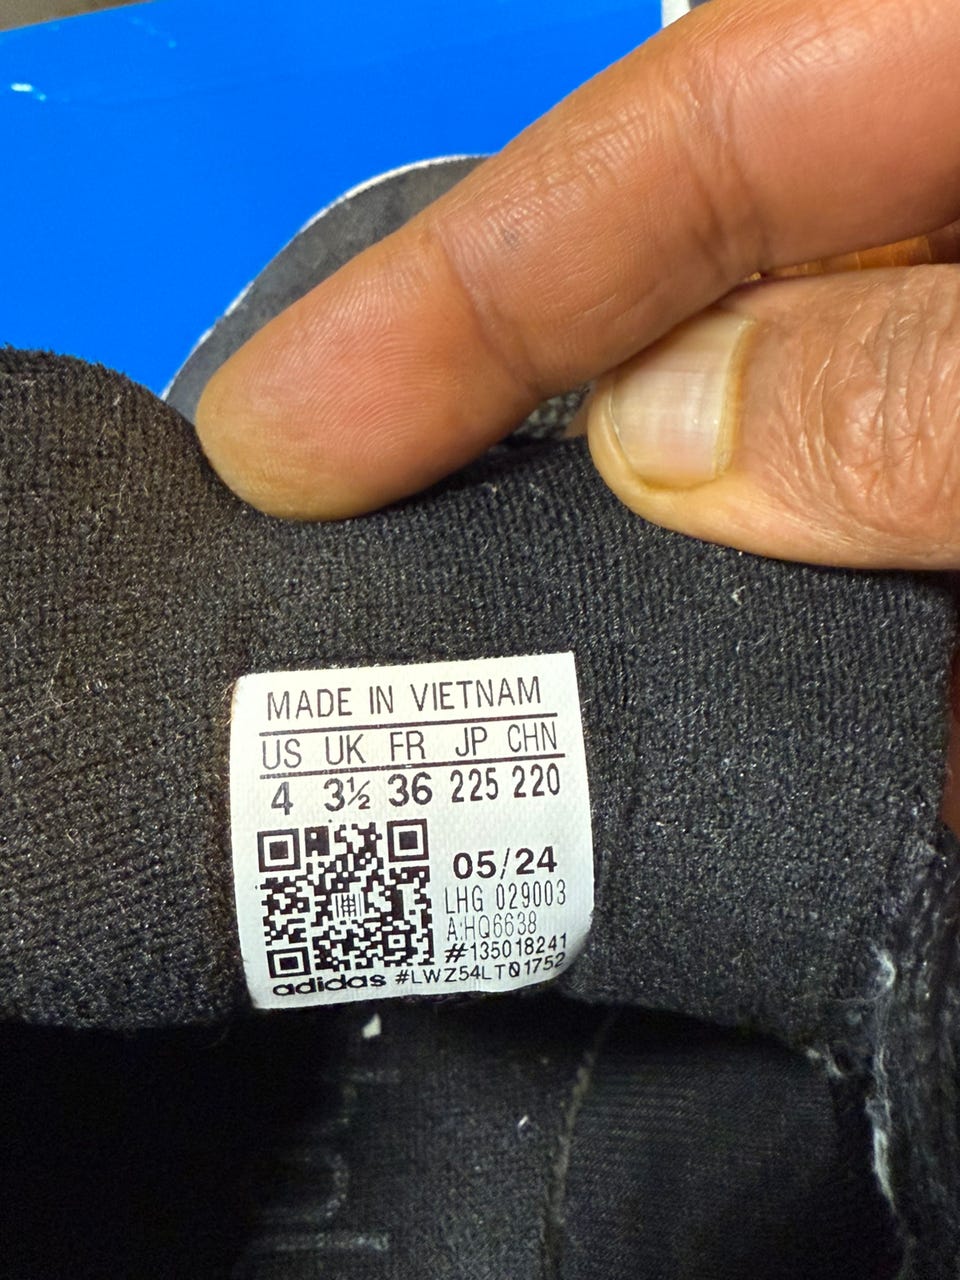 MADE IN VIETNAM
US UK FR JP CHN
4 3½ 36 225 220
05/24
LHG 029003
A:HQ6638
#135018241
adidas #LWZ54LT01752